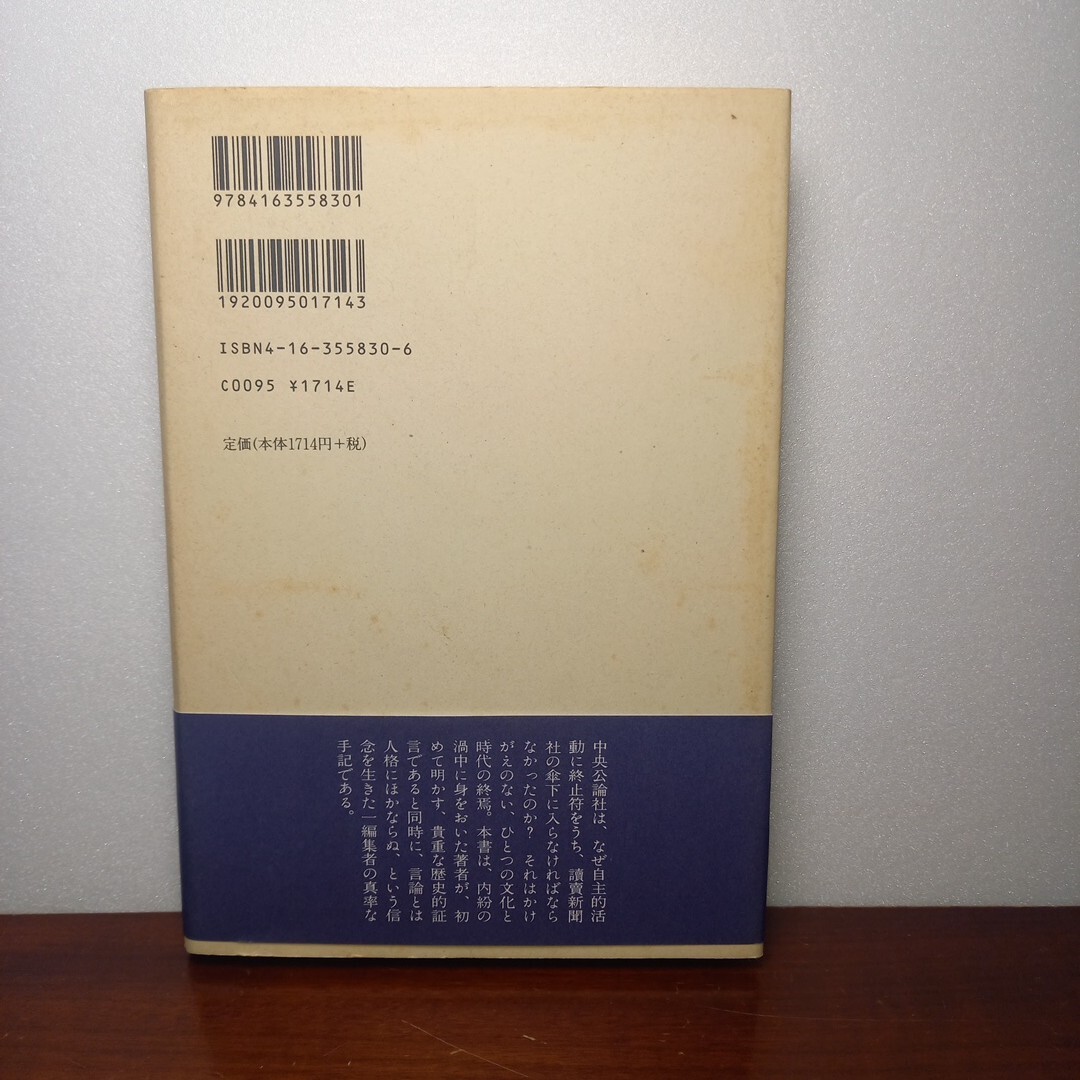 9784163558301
1920095017143
ISBN4-16-355830-6
C0095 ¥1714E
定価(本体1714円+税)
中央公論社は、なぜ自主的活
動に終止符をうち、讀賣新聞
社の傘下に入らなければなら
なかったのか? それはかけ
がえのない、ひとつの文化と
時代の終焉。本書は、内紛の
渦中に身をおいた著者が、初
めて明かす、貴重な歴史的証
言であると同時に、言論とは
人格にほかならぬ、という信
念を生きた一編集者の真率な
手記である。